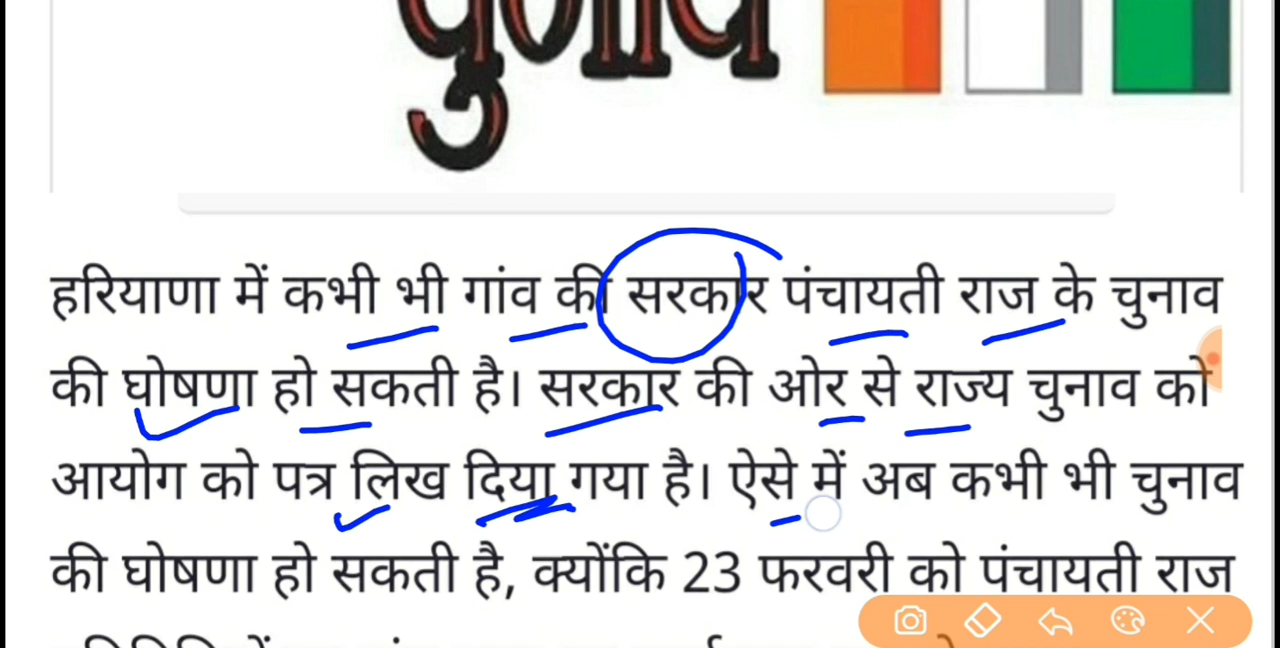 चुनाव
हरियाणा में कभी भी गांव की सरकार पंचायती राज के चुनाव
की घोषणा हो सकती है। सरकार की ओर से राज्य चुनाव को
आयोग को पत्र लिख दिया गया है। ऐसे में अब कभी भी चुनाव
की घोषणा हो सकती है, क्योंकि 23 फरवरी को पंचायती राज